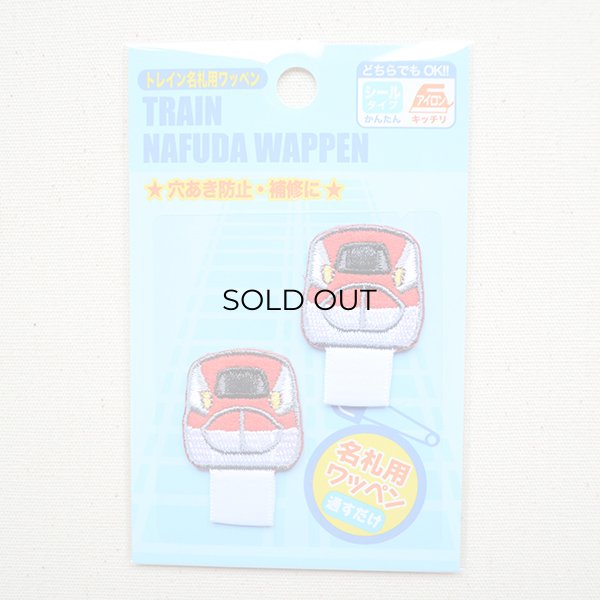 トレイン名札用ワッペン
TRAIN
NAFUDA WAPPEN
どちらでもOK!!
シール
タイプ
かんたん
アイロン
キッチリ
★穴あき防止・補修に★
SOLD OUT
名札用
ワッペン
通すだけ